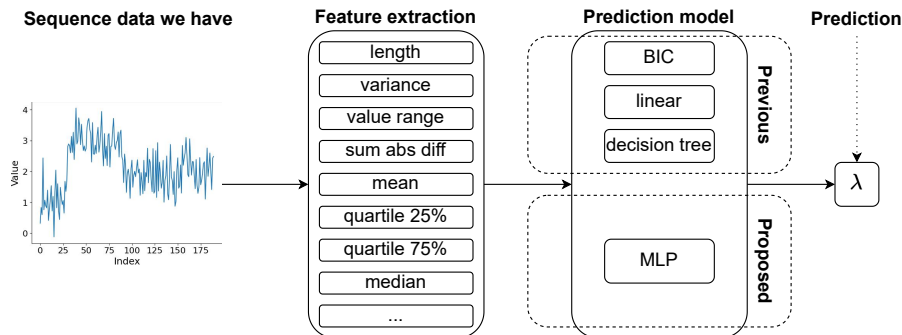 Sequence data we have
Feature extraction
Prediction model
Prediction
length
variance
value range
sum abs diff
mean
quartile 25%
quartile 75%
median
...
BIC
linear
decision tree
Previous
MLP
Proposed
λ
Value
4
3
2
1
0
0 25 50 75 100 125 150 175
Index